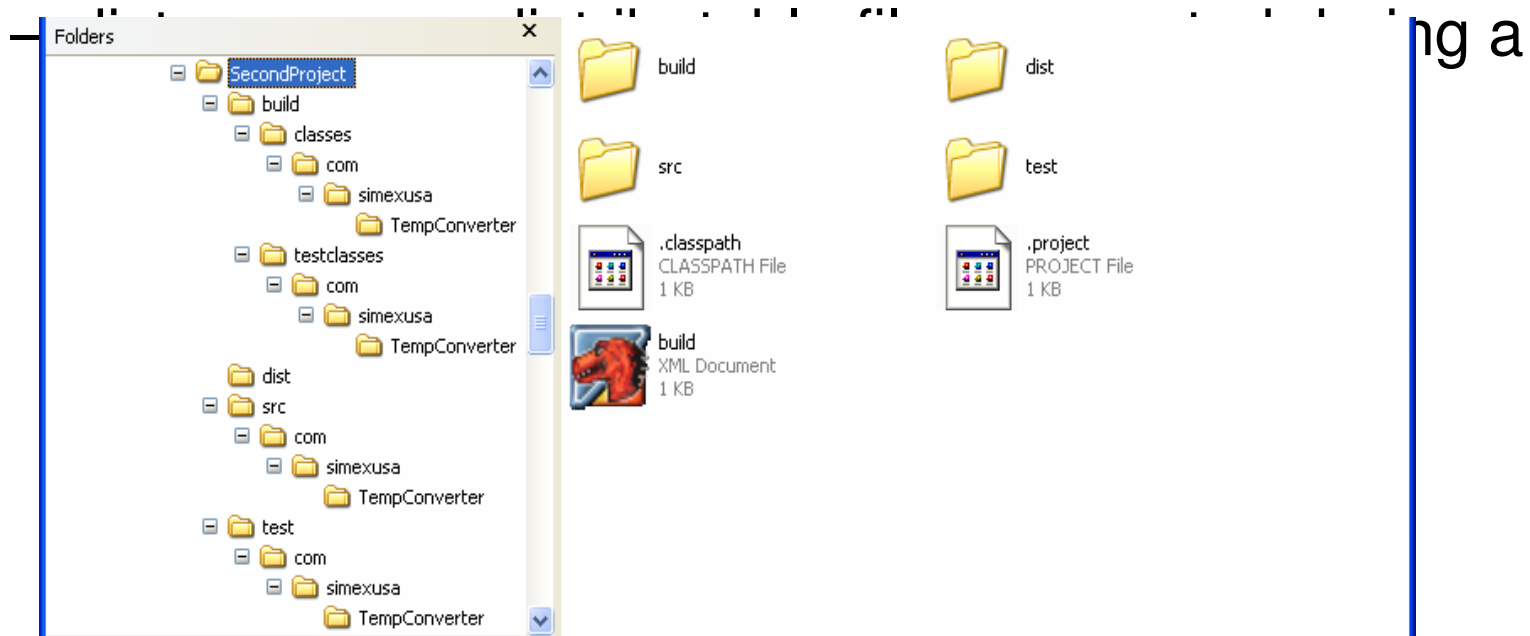 ng a
Folders
SecondProject
build
classes
com
simexusa
TempConverter
testclasses
com
simexusa
TempConverter
dist
src
com
simexusa
TempConverter
test
com
simexusa
TempConverter
build
dist
src
test
.classpath
CLASSPATH File
1 KB
.project
PROJECT File
1 KB
build
XML Document
1 KB